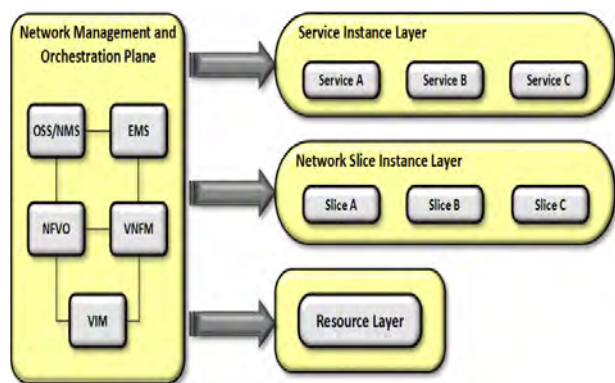 Network Management and
Orchestration Plane
OSS/NMS
EMS
NFVO
VNFM
VIM
Service Instance Layer
Service A
Service B
Service C
Network Slice Instance Layer
Slice A
Slice B
Slice C
Resource Layer